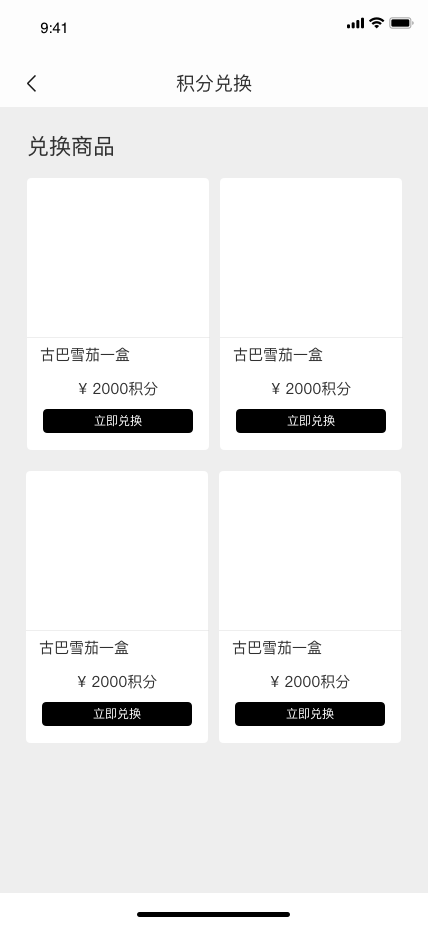 9:41
积分兑换
兑换商品
古巴雪茄一盒
古巴雪茄一盒
¥ 2000积分
¥ 2000积分
立即兑换
立即兑换
古巴雪茄一盒
古巴雪茄一盒
¥ 2000积分
¥ 2000积分
立即兑换
立即兑换